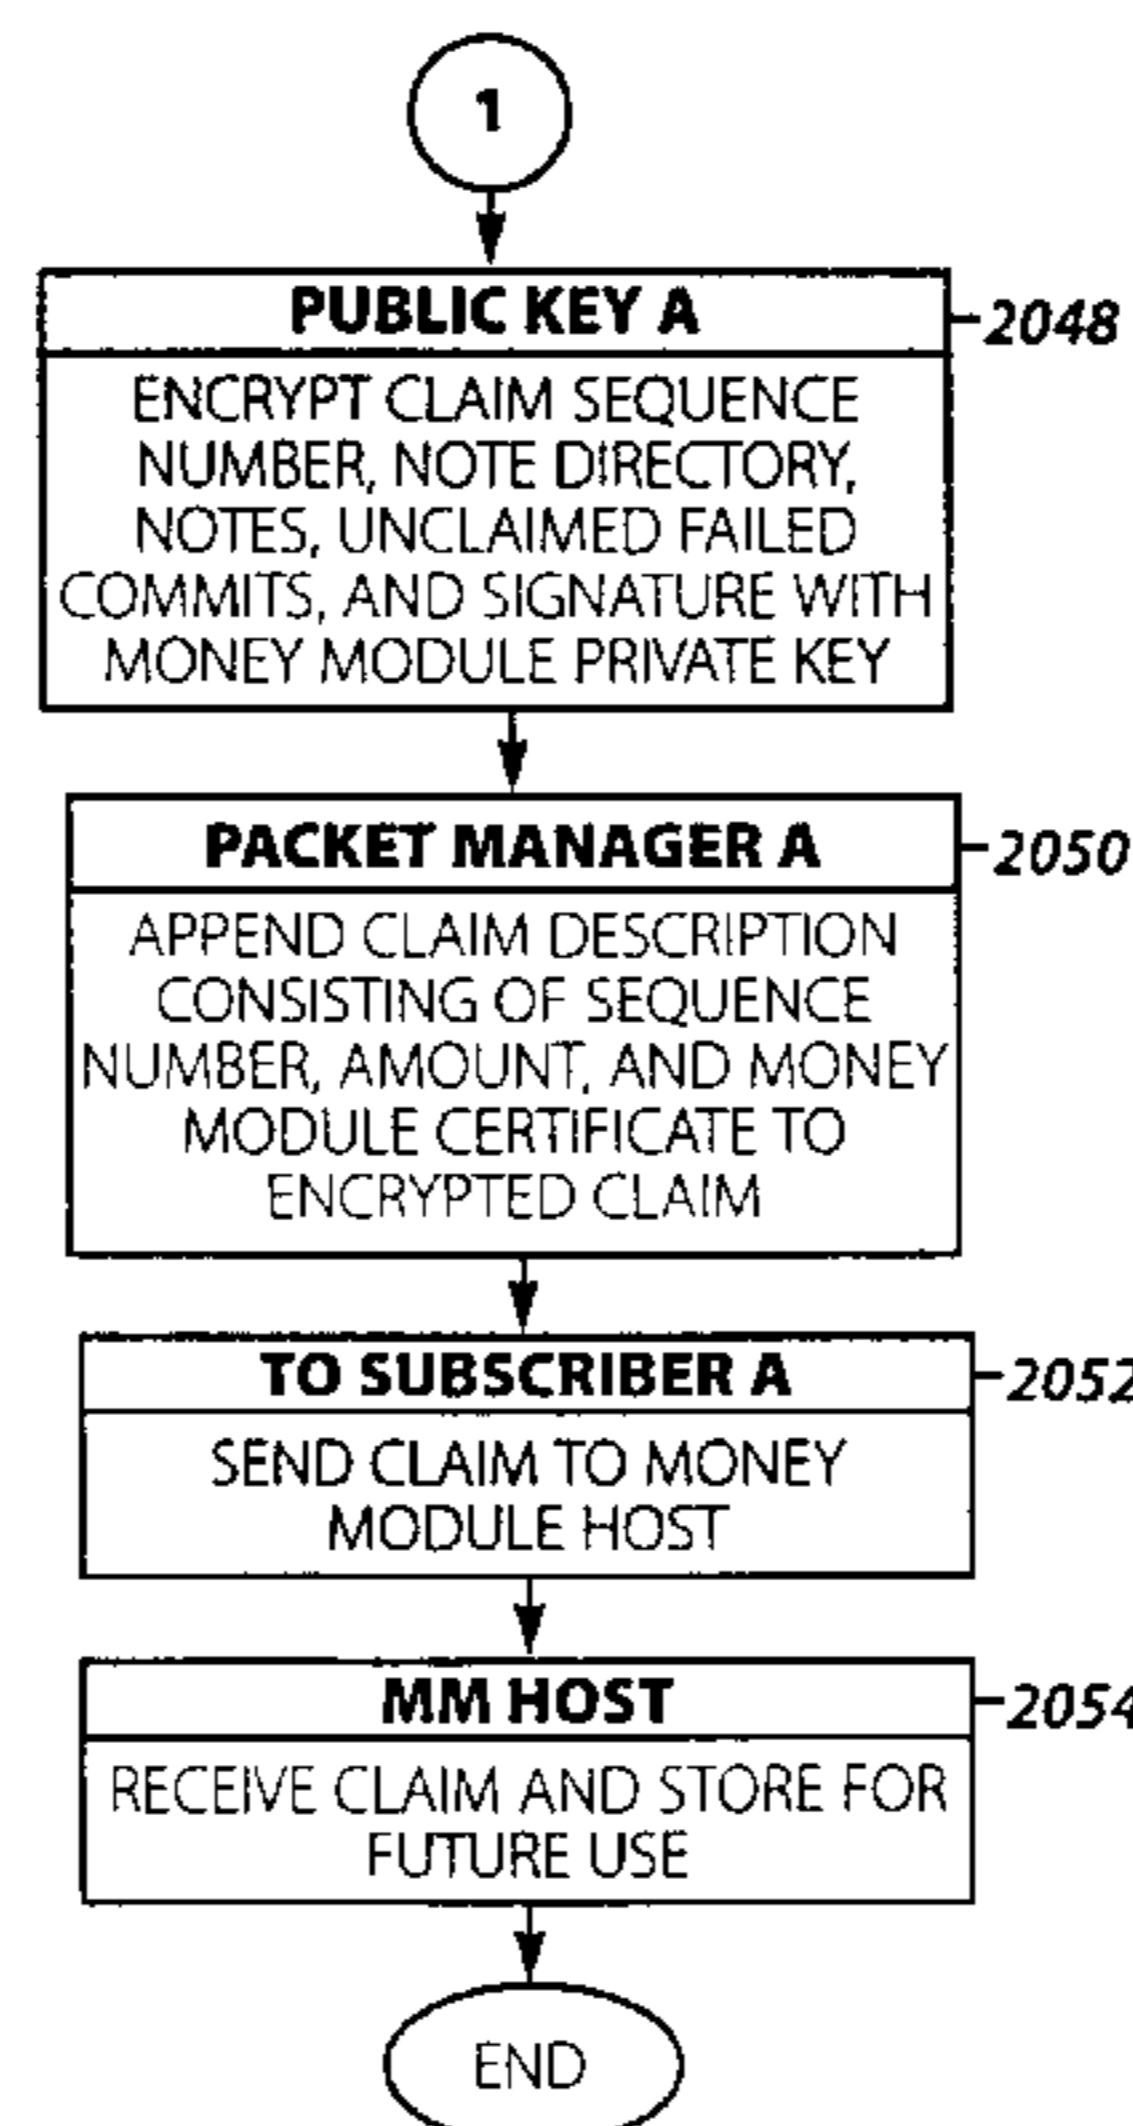 1
PUBLIC KEY A
2048
ENCRYPT CLAIM SEQUENCE
NUMBER, NOTE DIRECTORY,
NOTES, UNCLAIMED FAILED
COMMITS, AND SIGNATURE WITH
MONEY MODULE PRIVATE KEY
PACKET MANAGER A
2050
APPEND CLAIM DESCRIPTION
CONSISTING OF SEQUENCE
NUMBER, AMOUNT, AND MONEY
MODULE CERTIFICATE TO
ENCRYPTED CLAIM
TO SUBSCRIBER A
2052
SEND CLAIM TO MONEY
MODULE HOST
MM HOST
2054
RECEIVE CLAIM AND STORE FOR
FUTURE USE
END